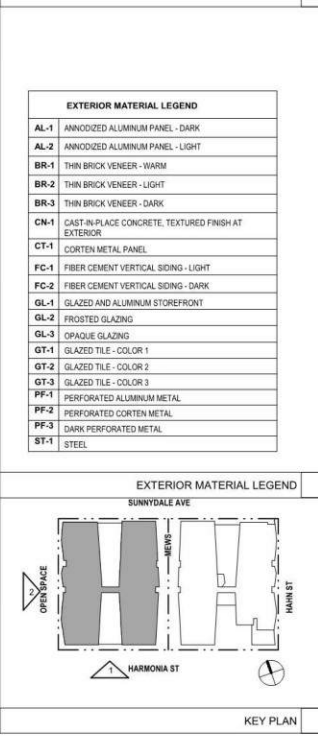 EXTERIOR MATERIAL LEGEND
AL-1 ANNODIZED ALUMINUM PANEL - DARK
AL-2 ANNODIZED ALUMINUM PANEL - LIGHT
BR-1 THIN BRICK VENEER - WARM
BR-2 THIN BRICK VENEER - LIGHT
BR-3 THIN BRICK VENEER - DARK
CN-1 CAST-IN-PLACE CONCRETE, TEXTURED FINISH AT
EXTERIOR
CT-1 CORTEN METAL PANEL
FC-1 FIBER CEMENT VERTICAL SIDING - LIGHT
FC-2 FIBER CEMENT VERTICAL SIDING - DARK
GL-1 GLAZED AND ALUMINUM STOREFRONT
GL-2 FROSTED GLAZING
GL-3 OPAQUE GLAZING
GT-1 GLAZED TILE - COLOR 1
GT-2 GLAZED TILE - COLOR 2
GT-3 GLAZED TILE - COLOR 3
PF-1 PERFORATED ALUMINUM METAL
PF-2 PERFORATED CORTEN METAL
PF-3 DARK PERFORATED METAL
ST-1 STEEL
EXTERIOR MATERIAL LEGEND
SUNNYDALE AVE
MEWS
2
OPEN SPACE
HAHN ST
1
HARMONIA ST
KEY PLAN